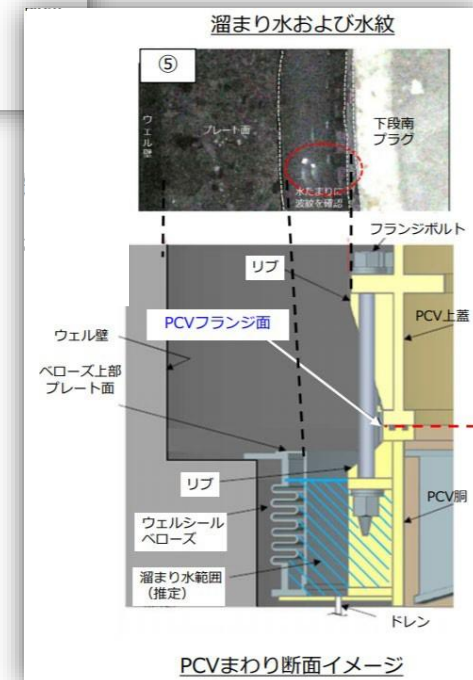 溜まり水および水紋
⑤
ウェル壁
プレート面
下段南
プラグ
水たまりに
波紋を確認
フランジボルト
リブ
PCV上蓋
PCVフランジ面
ウェル壁
ベローズ上部
プレート面
リブ
PCV胴
ウェルシール
ベローズ
溜まり水範囲
（推定）
ドレン
PCVまわり断面イメージ